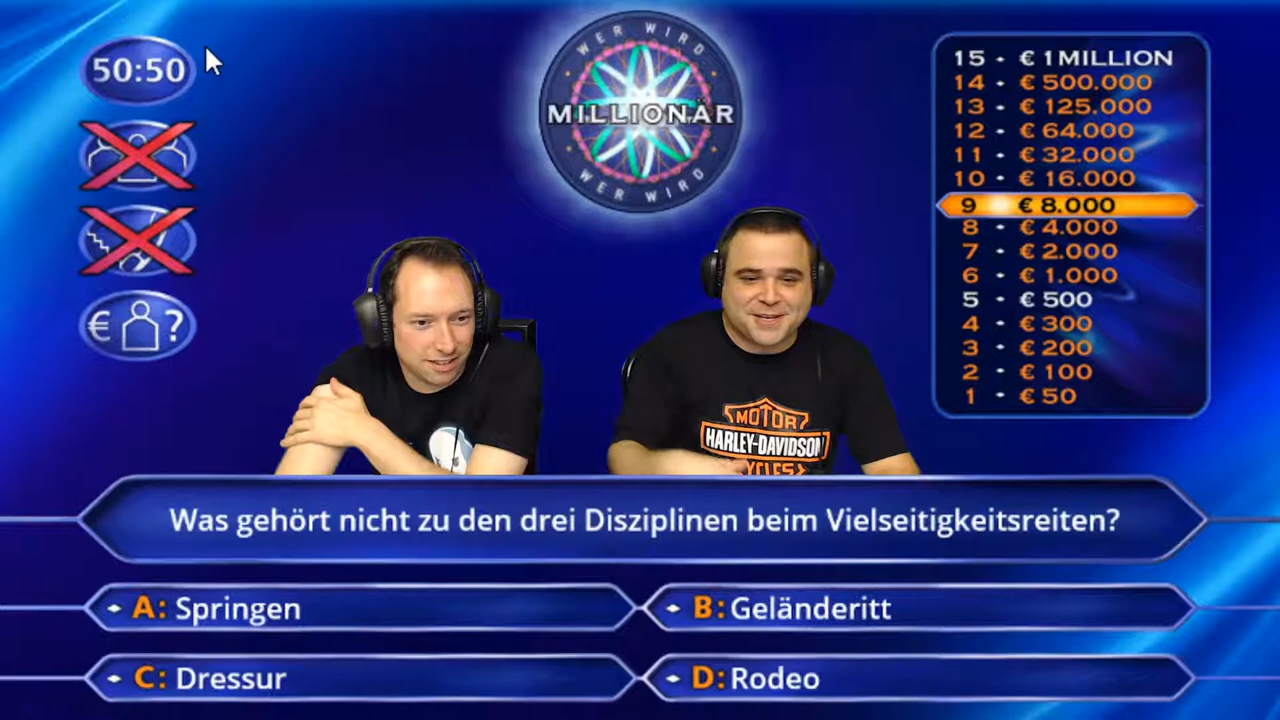 50:50
€ ?
WER WIRD
MILLIONÄR
WER WIRD
15 • € 1 MILLION
14 • € 500.000
13 • € 125.000
12 • € 64.000
11 • € 32.000
10 • € 16.000
9 € 8.000
8 • € 4.000
7 • € 2.000
6 • € 1.000
5 • € 500
4 • € 300
3 • € 200
2 • € 100
1 • € 50
MOTOR
HARLEY-DAVIDSON
CYCLES
Was gehört nicht zu den drei Disziplinen beim Vielseitigkeitsreiten?
A: Springen
B: Geländeritt
C: Dressur
D: Rodeo